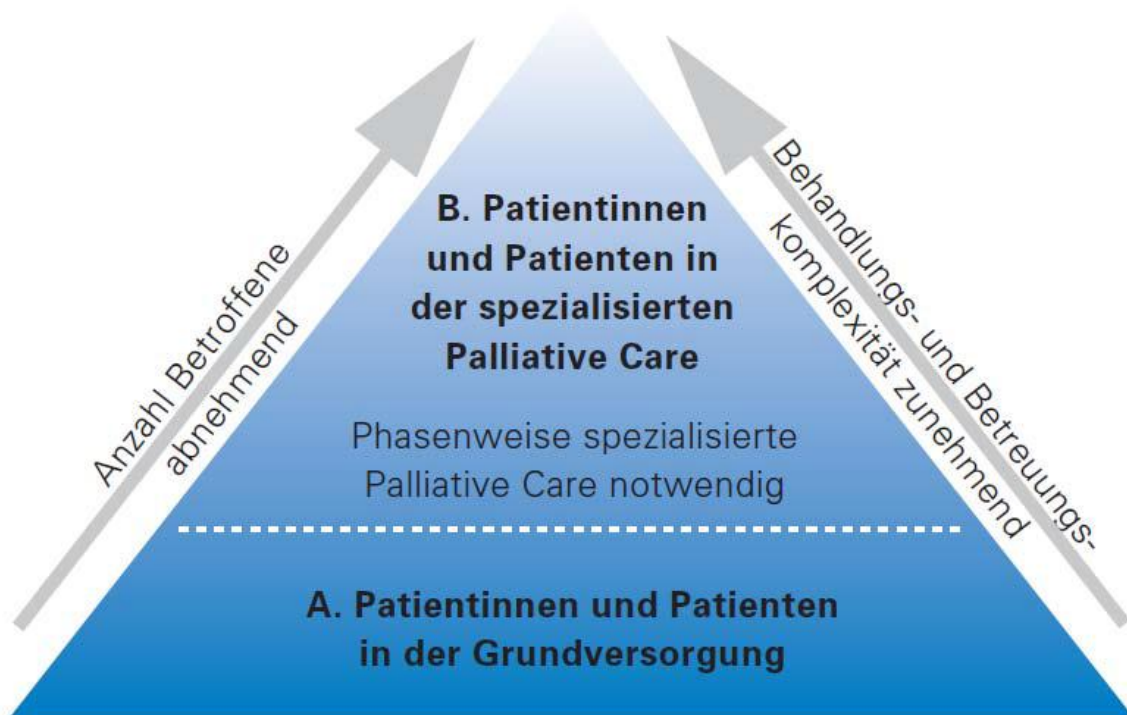 Anzahl Betroffene
abnehmend
Behandlungs- und Betreuungs-
komplexität zunehmend
B. Patientinnen
und Patienten in
der spezialisierten
Palliative Care
Phasenweise spezialisierte
Palliative Care notwendig
A. Patientinnen und Patienten
in der Grundversorgung